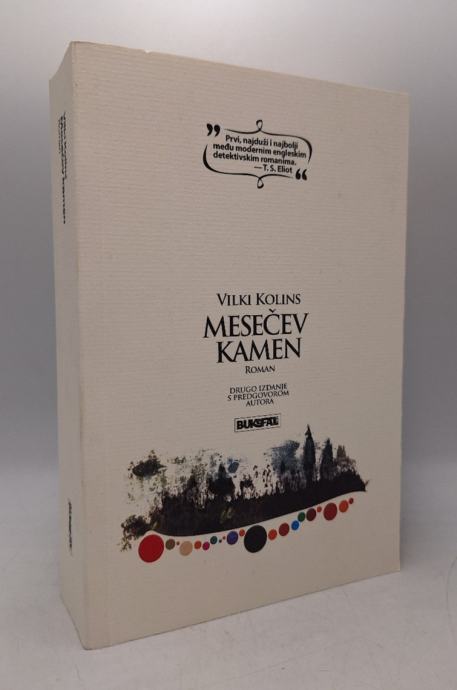 „ Prvi, najduži i najbolji
među modernim engleskim
detektivskim romanima.
— T. S. Eliot “
VILKI KOLINS
MESEČEV
KAMEN
ROMAN
DRUGO IZDANJE
S PREDGOVOROM
AUTORA
BUKEFAL